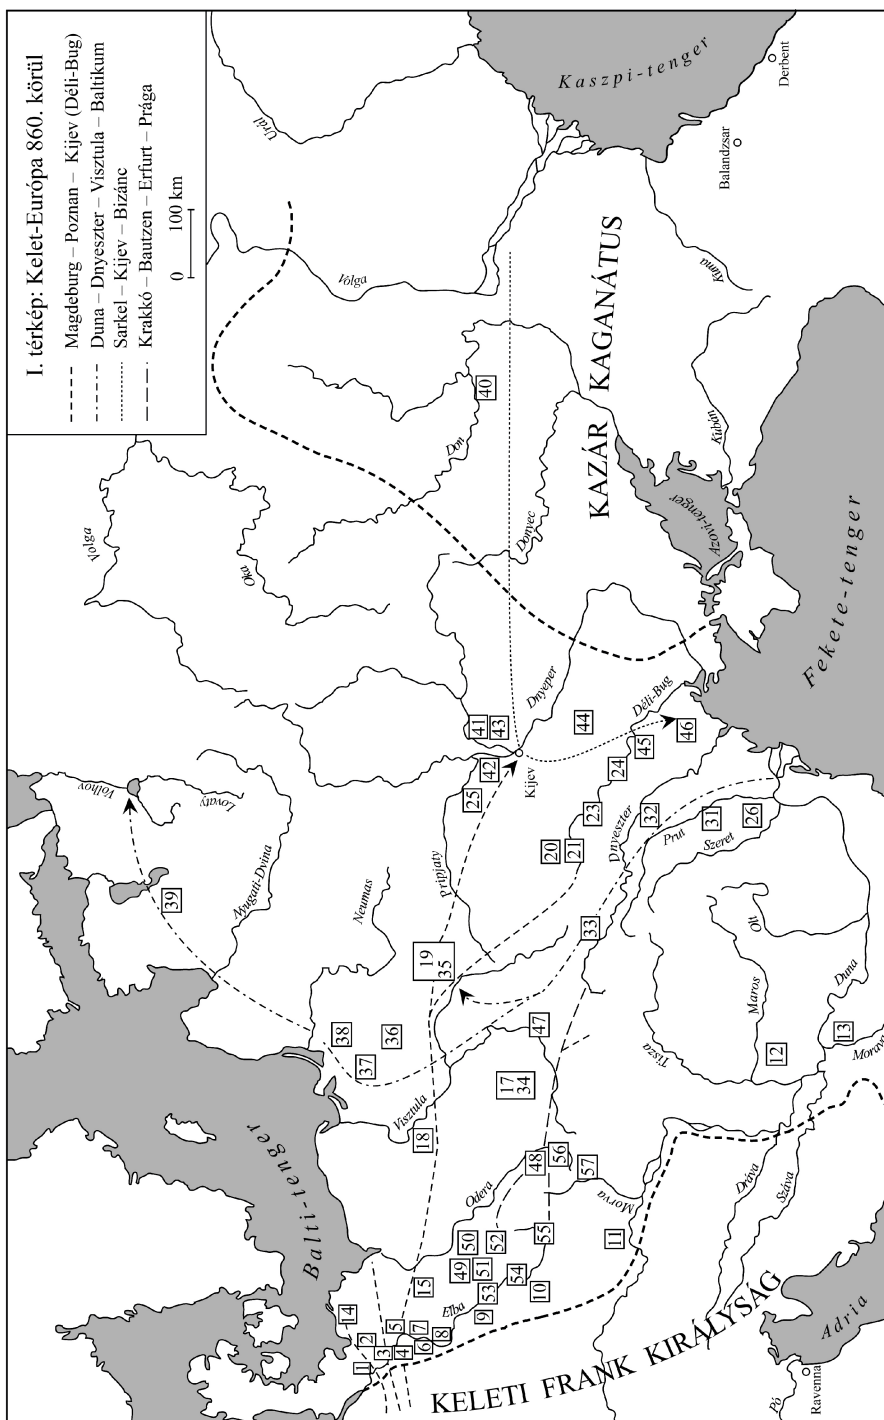 I. térkép: Kelet-Európa 860. körül
Magdeburg – Poznan – Kijev (Déli-Bug)
Duna – Dnyeszter – Visztula – Baltikum
Sarkel – Kijev – Bizánc
Krakkó – Bautzen – Erfurt – Prága
0 100 km
Balti-tenger
Volhov
Lovaty
Nyugati-Dvina
Neumas
Volga
Oka
Urál
Volga
Kaszpi-tenger
Derbent
Balandzsar
Kuma
Kubán
KAZÁR KAGANÁTUS
Don
Donyec
Azovi-tenger
Fekete-tenger
Dnyeper
Kijev
Pripjaty
Déli-Bug
Dnyeszter
Prut
Szeret
Olt
Maros
Duna
Morava
Tisza
Visztula
Odera
Elba
Morva
Dráva
Száva
KELETI FRANK KIRÁLYSÁG
Adria
Ravenna
Pó
1
2
3
4
5
6
7
8
9
10
11
12
13
14
15
17
34
18
19
35
20
21
23
24
25
26
31
32
33
36
37
38
39
40
41
42
43
44
45
46
47
48
49
50
51
52
53
54
55
56
57